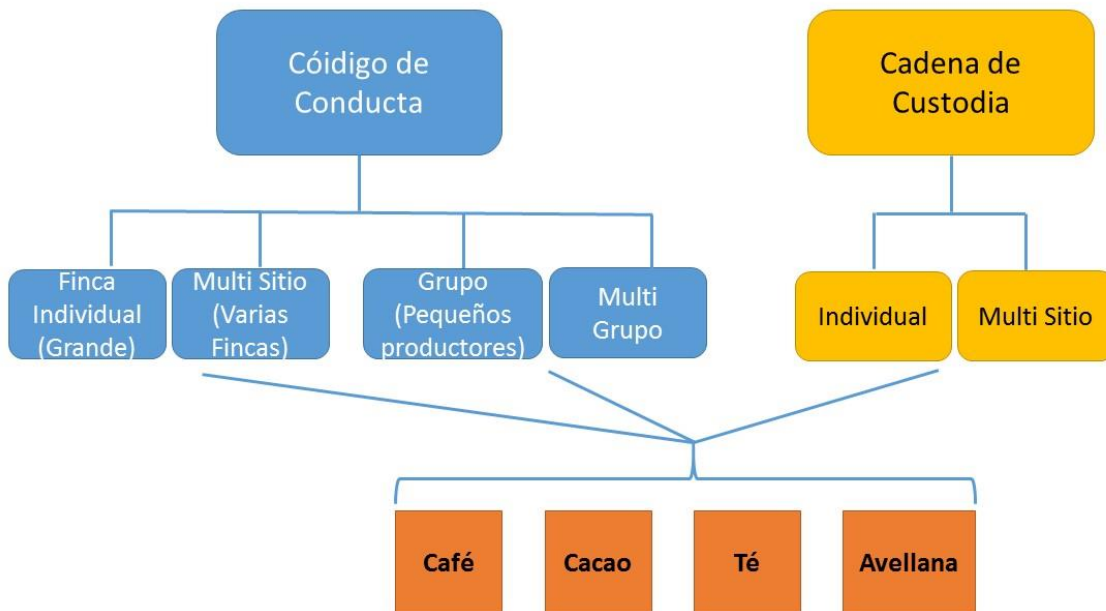 Cóidigo de
Conducta
Cadena de
Custodia
Finca
Individual
(Grande)
Multi Sitio
(Varias
Fincas)
Grupo
(Pequeños
productores)
Multi
Grupo
Individual
Multi Sitio
Café
Cacao
Té
Avellana